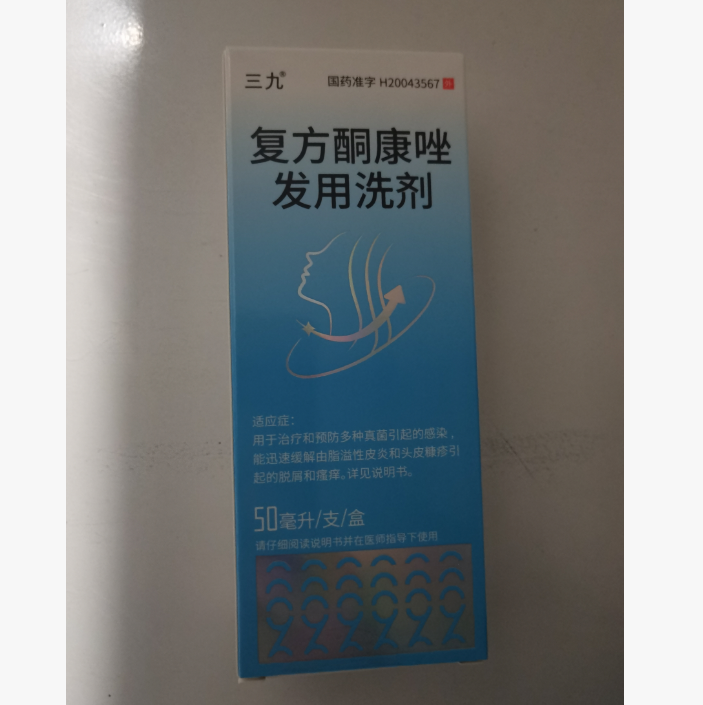 三九®
国药准字 H20043567
复方酮康唑
发用洗剂
适应症:
用于治疗和预防多种真菌引起的感染，
能迅速缓解由脂溢性皮炎和头皮糠疹引
起的脱屑和瘙痒。详见说明书。
50毫升/支/盒
请仔细阅读说明书并在医师指导下使用